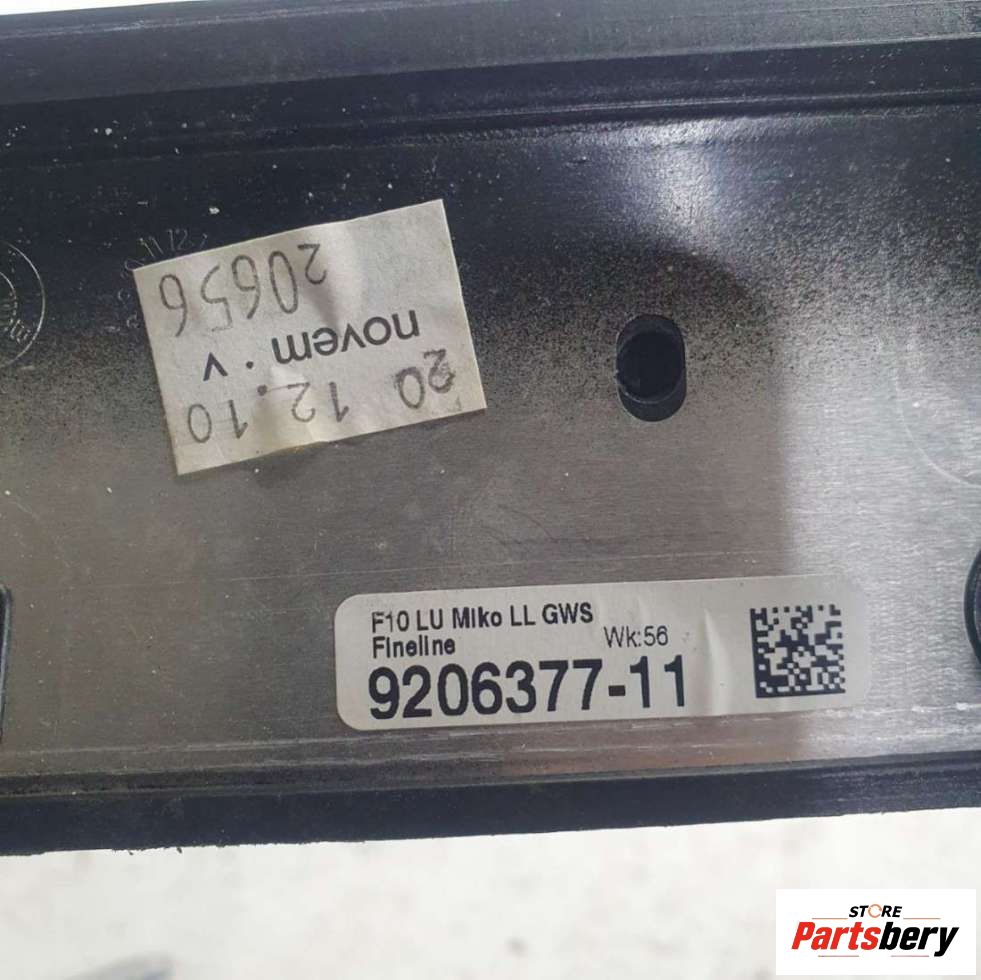 20 12.10
novem . v
20656
F10 LU Miko LL GWS
Fineline Wk:56
9206377-11
STORE
Partsbery